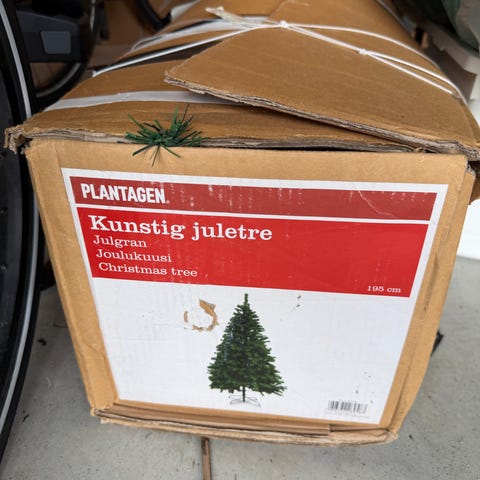 PLANTAGEN®
Kunstig juletre
Julgran
Joulukuusi
Christmas tree
195 cm